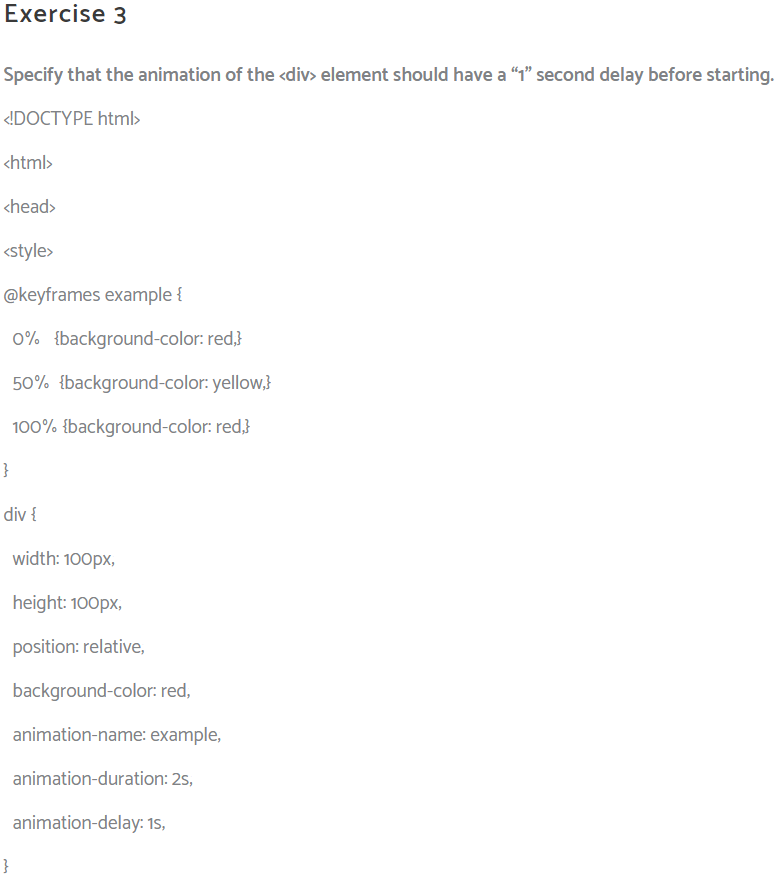 Exercise 3
Specify that the animation of the <div> element should have a “1” second delay before starting.
<!DOCTYPE html>
<html>
<head>
<style>
@keyframes example {
0% {background-color: red,}
50% {background-color: yellow,}
100% {background-color: red,}
}
div {
width: 100px,
height: 100px,
position: relative,
background-color: red,
animation-name: example,
animation-duration: 2s,
animation-delay: 1s,
}